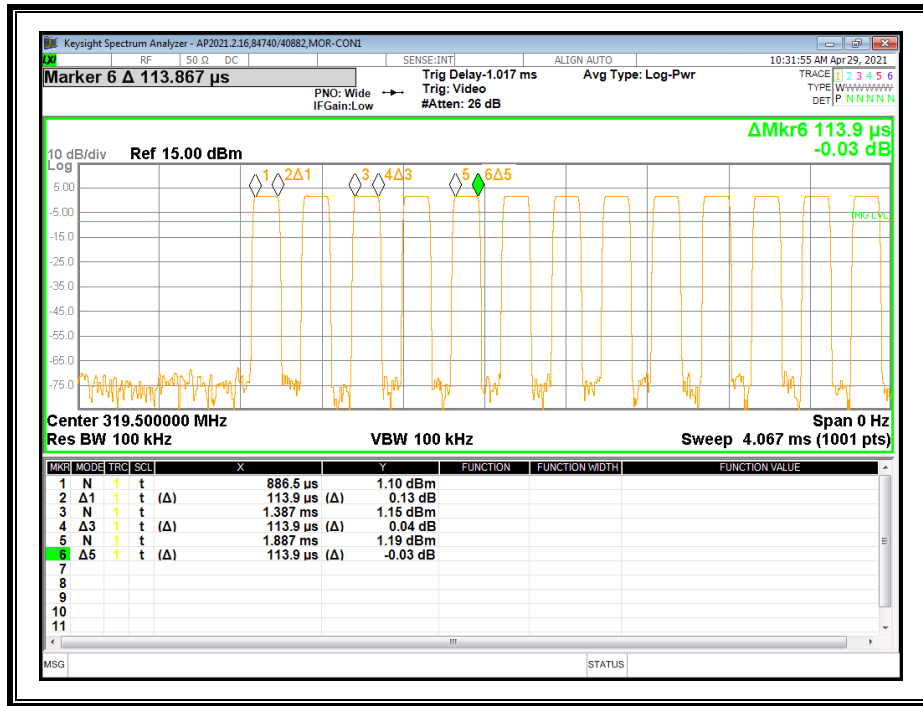 Keysight Spectrum Analyzer - AP2021.2.16,84740/40882,MOR-CON1
LXI RF 50 Ω DC SENSE:INT ALIGN AUTO 10:31:55 AM Apr 29, 2021
Marker 6 Δ 113.867 µs
PNO: Wide
IFGain:Low
Trig Delay-1.017 ms
Trig: Video
#Atten: 26 dB
Avg Type: Log-Pwr
TRACE 1 2 3 4 5 6
TYPE WWWWWW
DET P N N N N N
ΔMkr6 113.9 µs
-0.03 dB
10 dB/div Ref 15.00 dBm
Log
1 2Δ1 3 4Δ3 5 6Δ5
5.00
-5.00
TRIG LVL
-15.0
-25.0
-35.0
-45.0
-55.0
-65.0
-75.0
Center 319.500000 MHz Span 0 Hz
Res BW 100 kHz VBW 100 kHz Sweep 4.067 ms (1001 pts)
MKR MODE TRC SCL X Y FUNCTION FUNCTION WIDTH FUNCTION VALUE
1 N 1 t 886.5 µs 1.10 dBm
2 Δ1 1 t (Δ) 113.9 µs (Δ) 0.13 dB
3 N 1 t 1.387 ms 1.15 dBm
4 Δ3 1 t (Δ) 113.9 µs (Δ) 0.04 dB
5 N 1 t 1.887 ms 1.19 dBm
6 Δ5 1 t (Δ) 113.9 µs (Δ) -0.03 dB
7
8
9
10
11
MSG STATUS